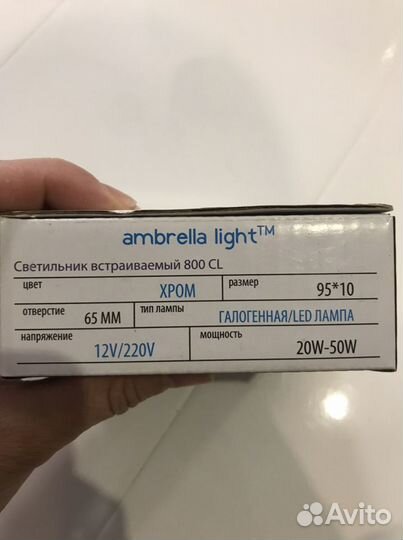 ambrella light™
Светильник встраиваемый 800 CL
цвет ХРОМ размер 95*10
отверстие 65 ММ тип лампы ГАЛОГЕННАЯ/LED ЛАМПА
напряжение 12V/220V мощность 20W-50W
Avito